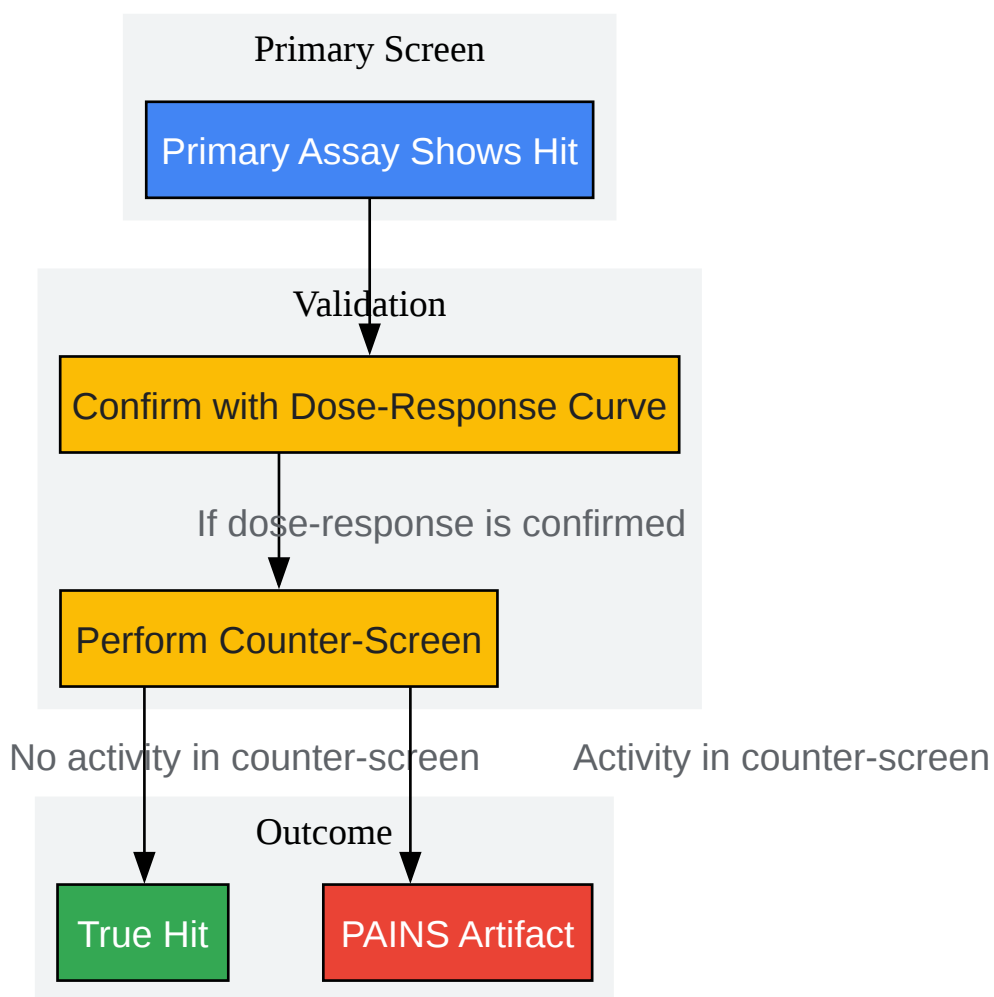 Primary Screen
Primary Assay Shows Hit
Validation
Confirm with Dose-Response Curve
If dose-response is confirmed
Perform Counter-Screen
No activity in counter-screen
Activity in counter-screen
Outcome
True Hit
PAINS Artifact